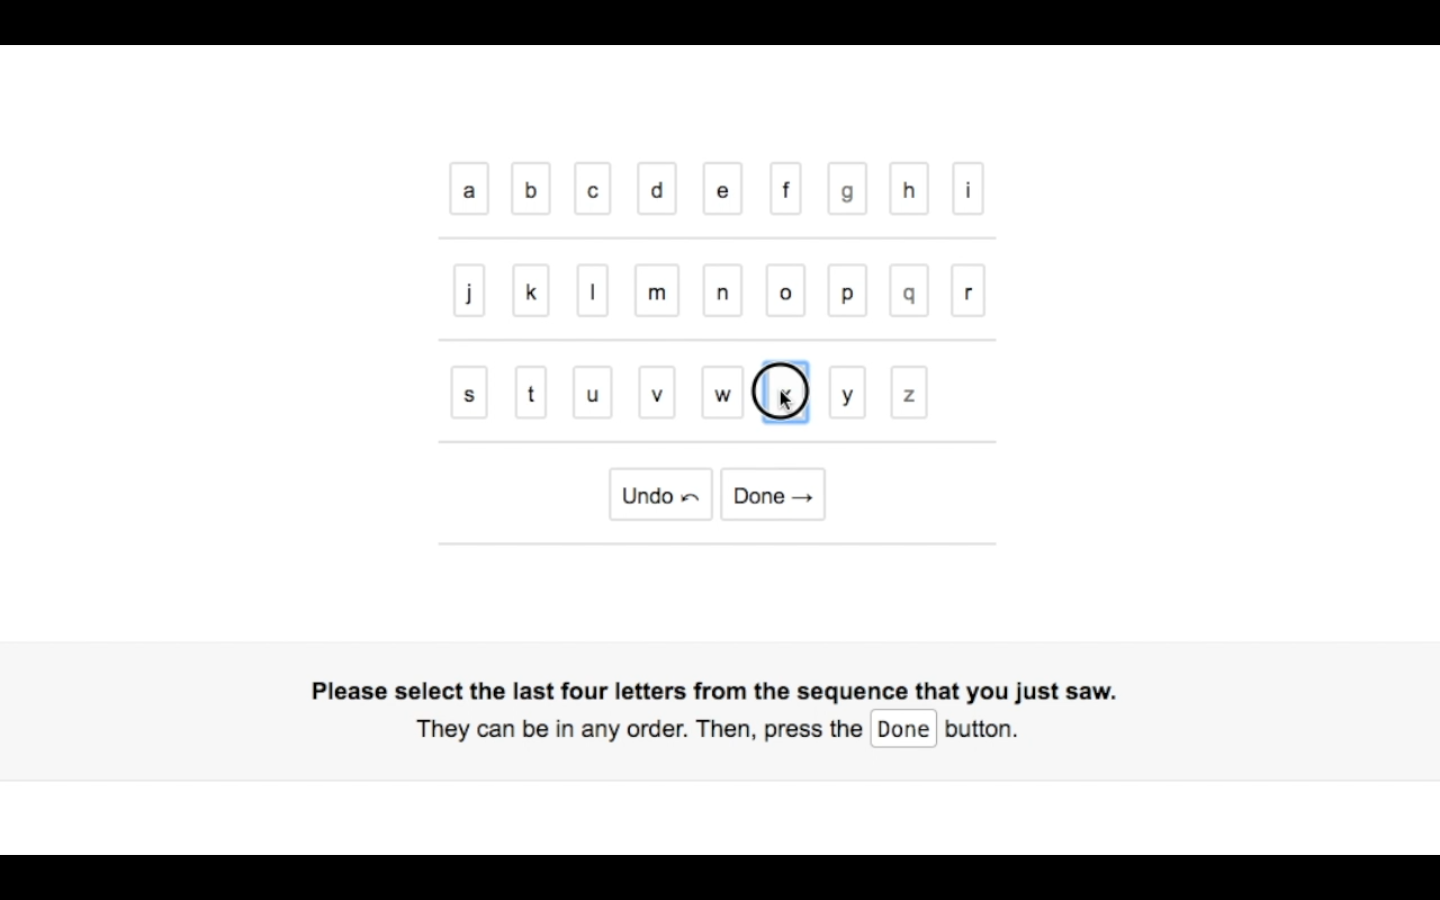 a b c d e f g h i
j k l m n o p q r
s t u v w x y z
Undo ⤺ Done →
Please select the last four letters from the sequence that you just saw.
They can be in any order. Then, press the Done button.